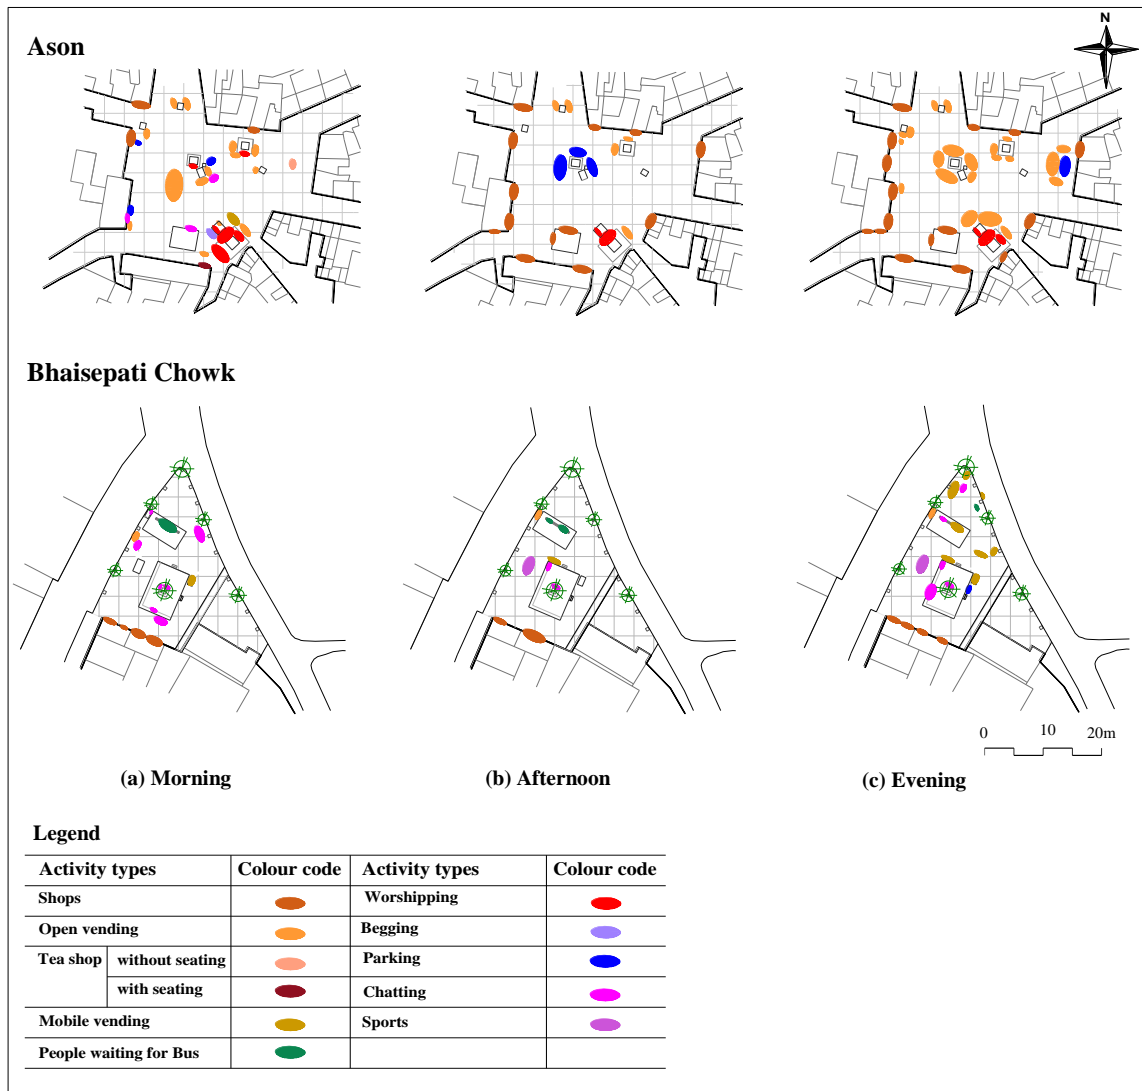 N
Ason
Bhaisepati Chowk
0 10 20m
(a) Morning (b) Afternoon (c) Evening
Legend
Activity types Colour code Activity types Colour code
Shops Worshipping
Open vending Begging
Tea shop without seating Parking
with seating Chatting
Mobile vending Sports
People waiting for Bus